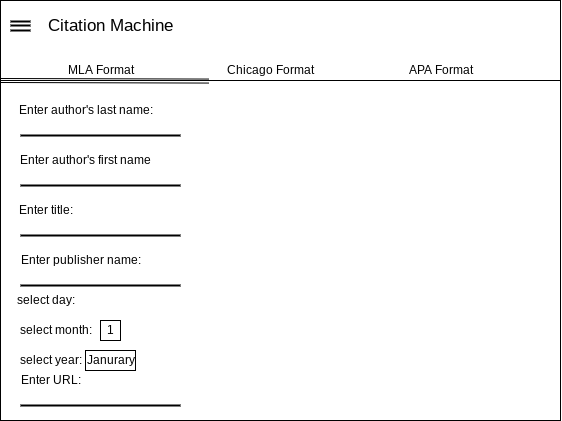 Citation Machine
MLA Format Chicago Format APA Format
Enter author's last name:
Enter author's first name
Enter title:
Enter publisher name:
select day:
select month: 1
select year: Janurary
Enter URL: